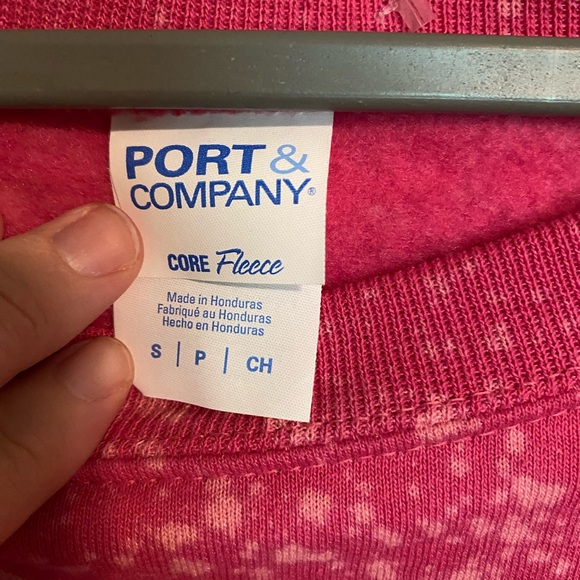 PORT &
COMPANY®
CORE Fleece
Made in Honduras
Fabriqué au Honduras
Hecho en Honduras
S | P | CH